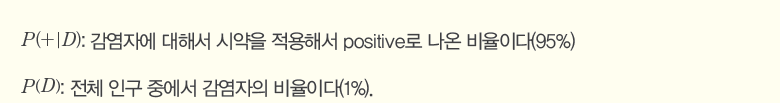 P(+|D): 감염자에 대해서 시약을 적용해서 positive로 나온 비율이다(95%)
P(D): 전체 인구 중에서 감염자의 비율이다(1%).